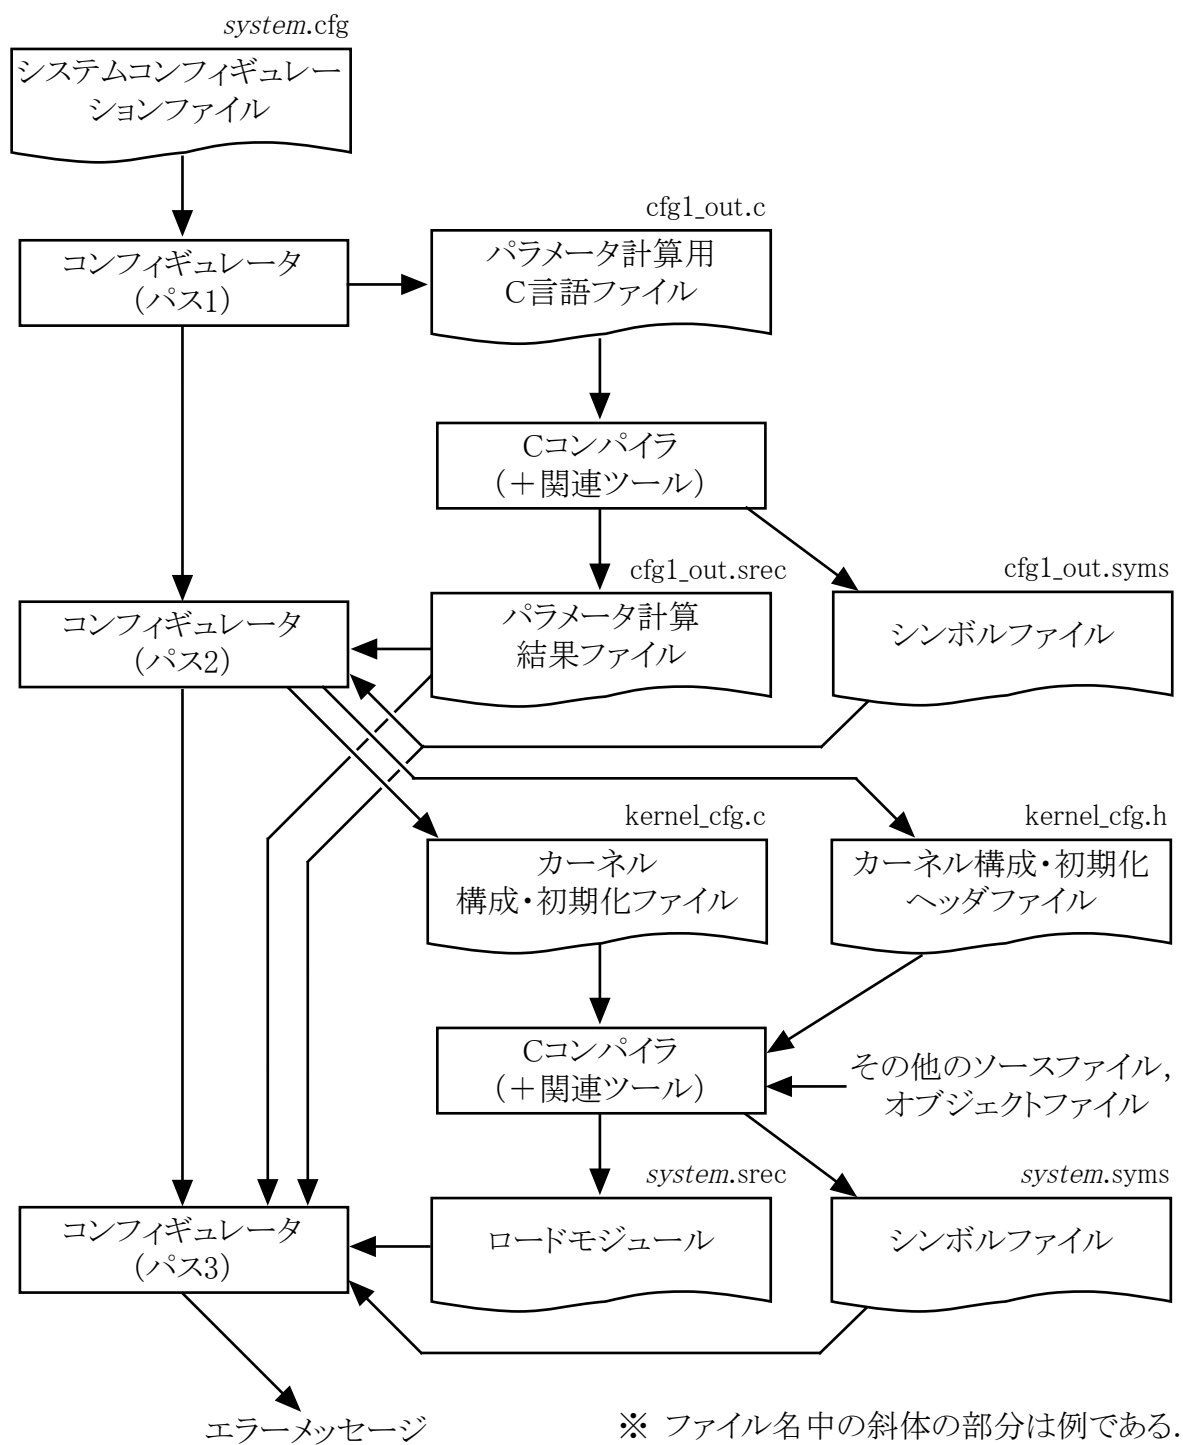 system.cfg
システムコンフィギュレー
ションファイル
cfg1_out.c
コンフィギュレータ
（パス1）
パラメータ計算用
C言語ファイル
Cコンパイラ
（＋関連ツール）
cfg1_out.srec
cfg1_out.syms
コンフィギュレータ
（パス2）
パラメータ計算
結果ファイル
シンボルファイル
kernel_cfg.c
kernel_cfg.h
カーネル
構成・初期化ファイル
カーネル構成・初期化
ヘッダファイル
Cコンパイラ
（＋関連ツール）
その他のソースファイル，
オブジェクトファイル
system.srec
system.syms
コンフィギュレータ
（パス3）
ロードモジュール
シンボルファイル
エラーメッセージ
※ ファイル名中の斜体の部分は例である．